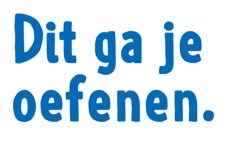 Dit ga je
oefenen.